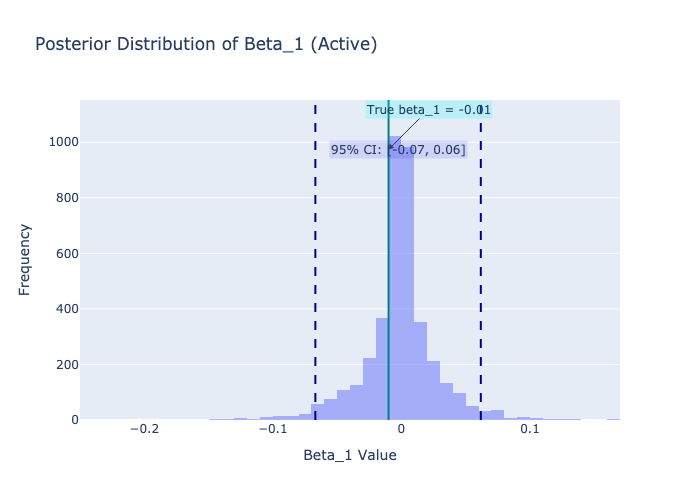 Posterior Distribution of Beta_1 (Active)
True beta_1 = -0.01
95% CI: [-0.07, 0.06]
1000
800
600
400
200
0
Frequency
−0.2
−0.1
0
0.1
Beta_1 Value